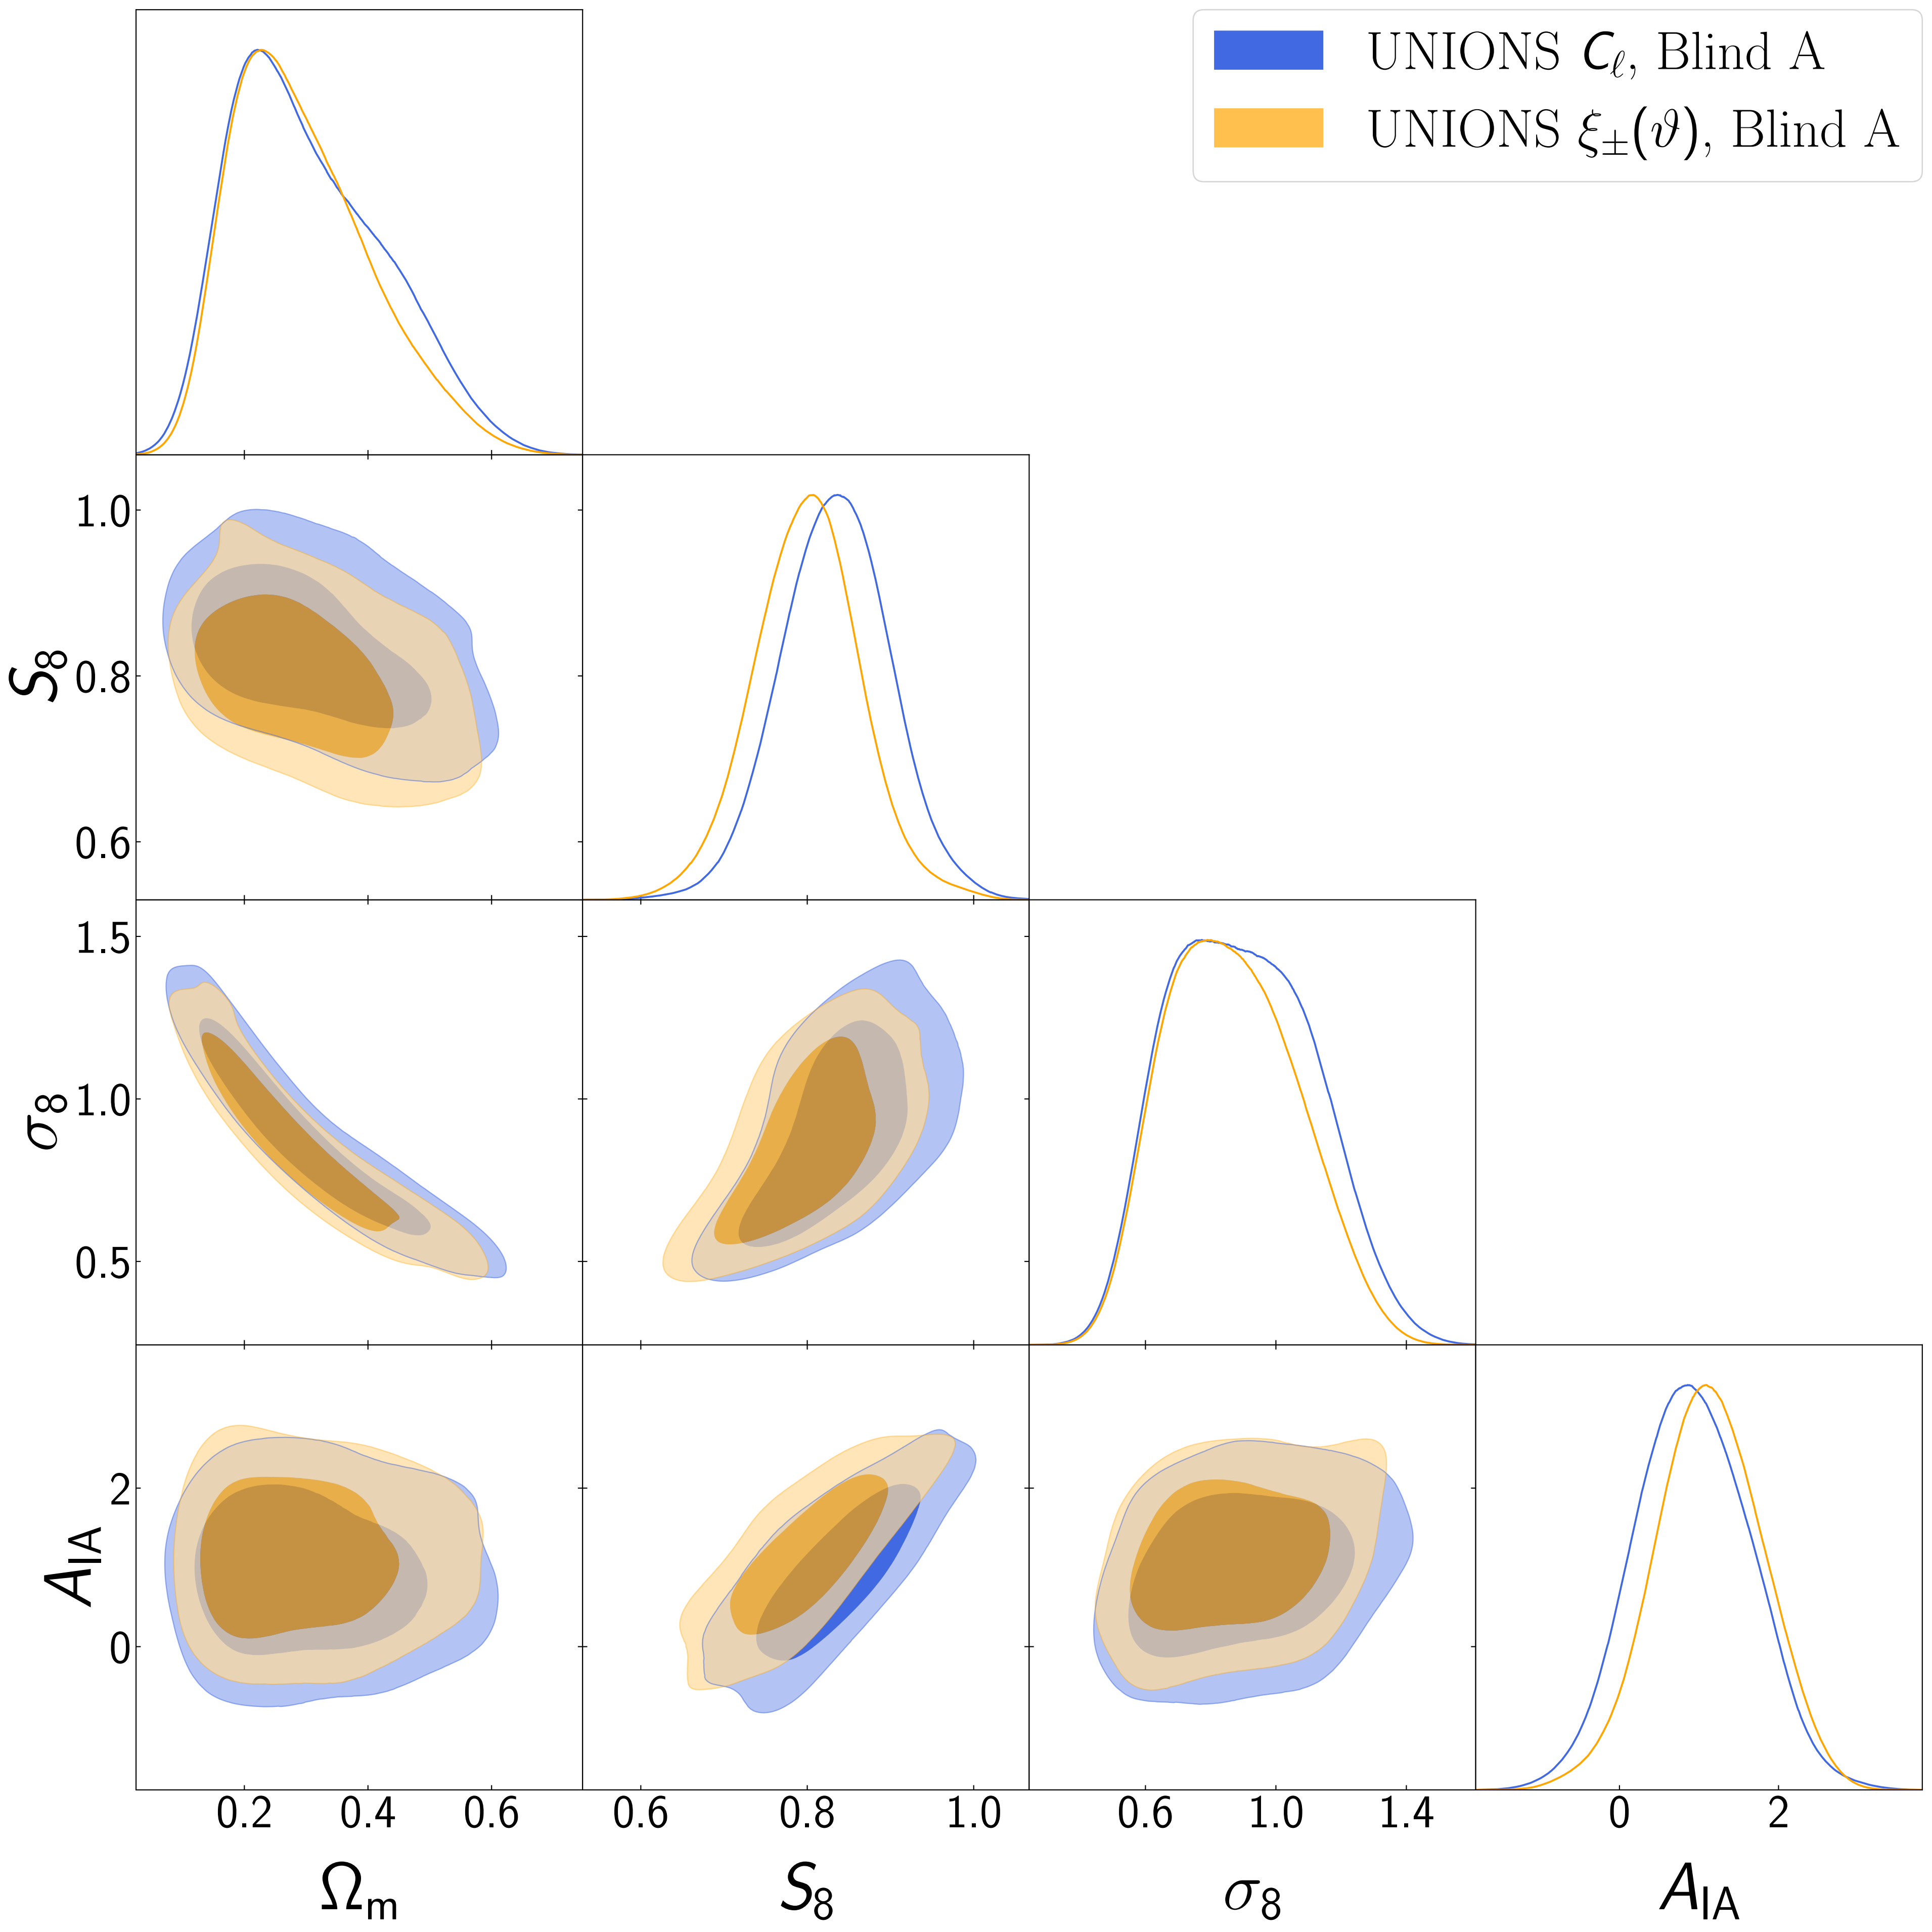 UNIONS Cℓ, Blind A
UNIONS ξ±(ϑ), Blind A
1.0
0.8
0.6
S8
1.5
1.0
0.5
σ8
2
0
AIA
0.2 0.4 0.6 0.6 0.8 1.0 0.6 1.0 1.4 0 2
Ωm S8 σ8 AIA